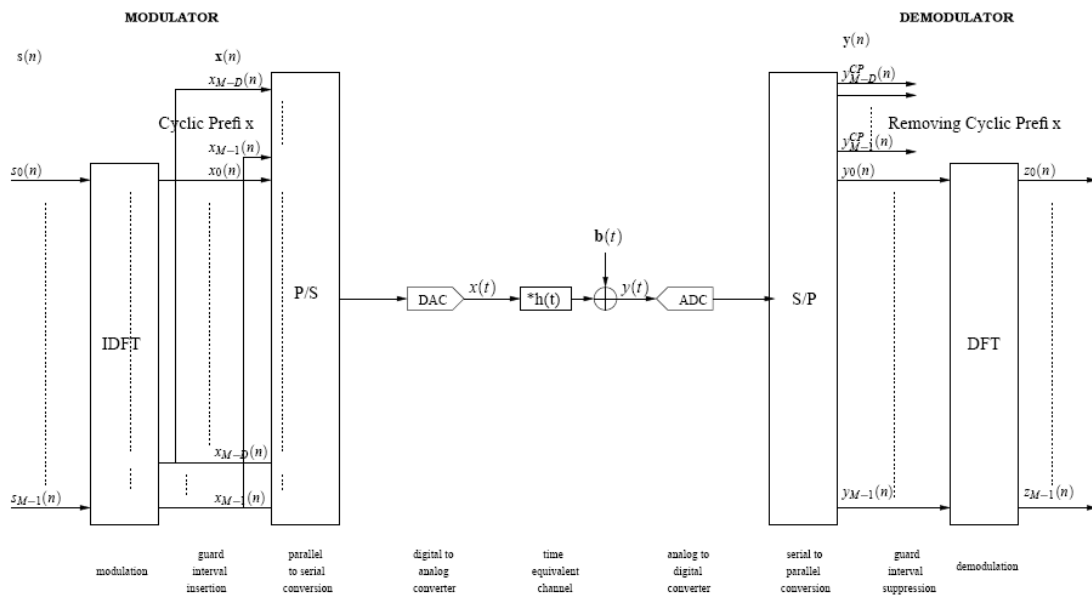 MODULATOR
DEMODULATOR
s(n)
x(n)
y(n)
x_{M−D}(n)
y^{CP}_{M−D}(n)
Cyclic Prefi x
Removing Cyclic Prefi x
x_{M−1}(n)
y^{CP}_{M−1}(n)
s_0(n)
x_0(n)
y_0(n)
z_0(n)
b(t)
P/S
DAC
x(t)
*h(t)
y(t)
ADC
S/P
IDFT
DFT
x_{M−D}(n)
s_{M−1}(n)
x_{M−1}(n)
y_{M−1}(n)
z_{M−1}(n)
modulation
guard
interval
insertion
parallel
to serial
conversion
digital to
analog
converter
time
equivalent
channel
analog to
digital
converter
serial to
parallel
conversion
guard
interval
suppression
demodulation